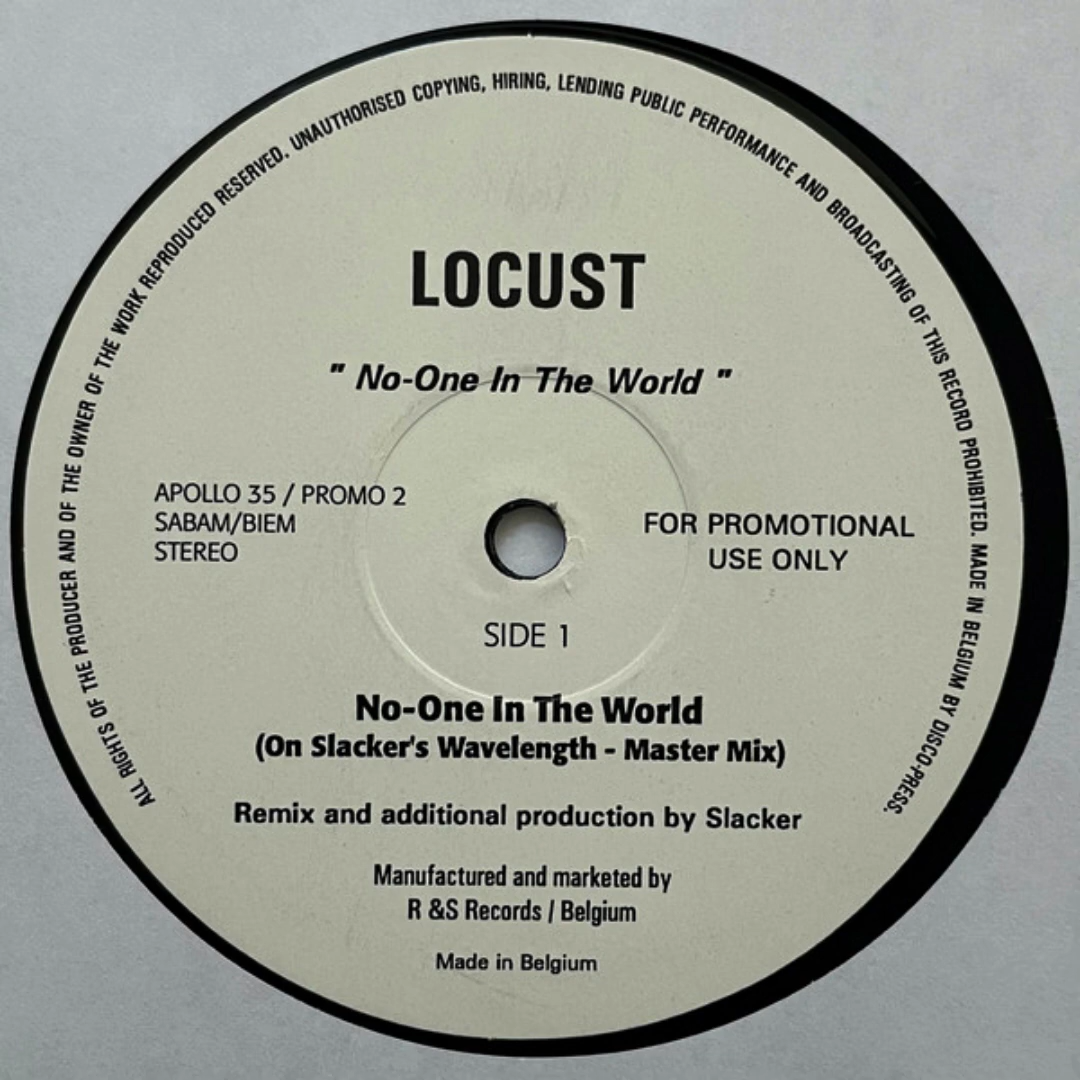 ALL RIGHTS OF THE PRODUCER AND OF THE OWNER OF THE WORK REPRODUCED RESERVED. UNAUTHORISED COPYING, HIRING, LENDING PUBLIC PERFORMANCE AND BROADCASTING OF THIS RECORD PROHIBITED. MADE IN BELGIUM BY DISCO-PRESS.
LOCUST
" No-One In The World "
APOLLO 35 / PROMO 2
SABAM/BIEM
STEREO
FOR PROMOTIONAL
USE ONLY
SIDE 1
No-One In The World
(On Slacker's Wavelength - Master Mix)
Remix and additional production by Slacker
Manufactured and marketed by
R &S Records / Belgium
Made in Belgium